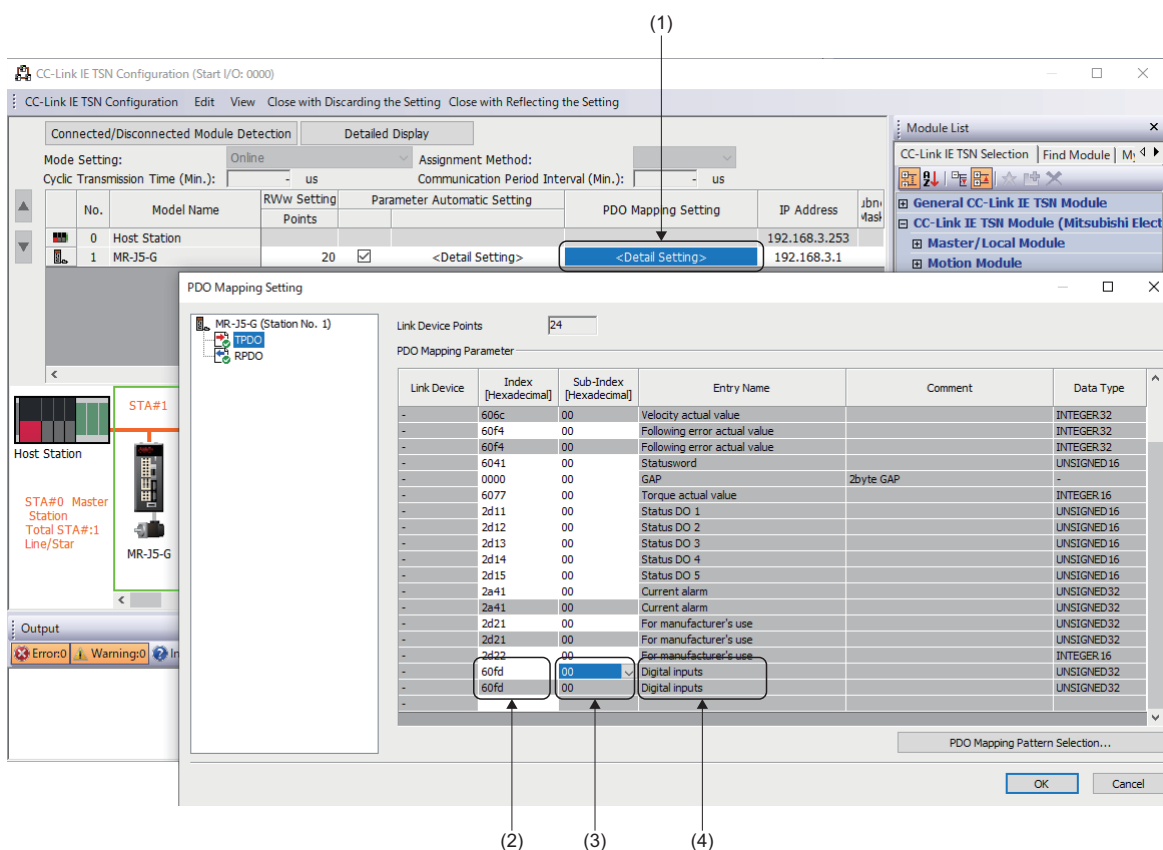 (1)
CC-Link IE TSN Configuration (Start I/O: 0000)
CC-Link IE TSN Configuration Edit View Close with Discarding the Setting Close with Reflecting the Setting
Connected/Disconnected Module Detection Detailed Display
Mode Setting: Online Assignment Method:
Cyclic Transmission Time (Min.): - us Communication Period Interval (Min.): - us
No. Model Name RWw Setting Parameter Automatic Setting PDO Mapping Setting IP Address
Points
0 Host Station 192.168.3.253
1 MR-J5-G 20 <Detail Setting> <Detail Setting> 192.168.3.1
Module List
CC-Link IE TSN Selection Find Module
General CC-Link IE TSN Module
CC-Link IE TSN Module (Mitsubishi Elect
Master/Local Module
Motion Module
STA#1
Host Station
STA#0 Master
Station
Total STA#:1
Line/Star
MR-J5-G
Output
Error:0 Warning:0
PDO Mapping Setting
MR-J5-G (Station No. 1)
TPDO
RPDO
Link Device Points 24
PDO Mapping Parameter
Link Device Index [Hexadecimal] Sub-Index [Hexadecimal] Entry Name Comment Data Type
- 606c 00 Velocity actual value INTEGER32
- 60f4 00 Following error actual value INTEGER32
- 60f4 00 Following error actual value INTEGER32
- 6041 00 Statusword UNSIGNED16
- 0000 00 GAP 2byte GAP -
- 6077 00 Torque actual value INTEGER16
- 2d11 00 Status DO 1 UNSIGNED16
- 2d12 00 Status DO 2 UNSIGNED16
- 2d13 00 Status DO 3 UNSIGNED16
- 2d14 00 Status DO 4 UNSIGNED16
- 2d15 00 Status DO 5 UNSIGNED16
- 2a41 00 Current alarm UNSIGNED32
- 2a41 00 Current alarm UNSIGNED32
- 2d21 00 For manufacturer's use UNSIGNED32
- 2d21 00 For manufacturer's use UNSIGNED32
- 2d22 00 For manufacturer's use INTEGER16
- 60fd 00 Digital inputs UNSIGNED32
- 60fd 00 Digital inputs UNSIGNED32
-
PDO Mapping Pattern Selection...
OK Cancel
(2) (3) (4)